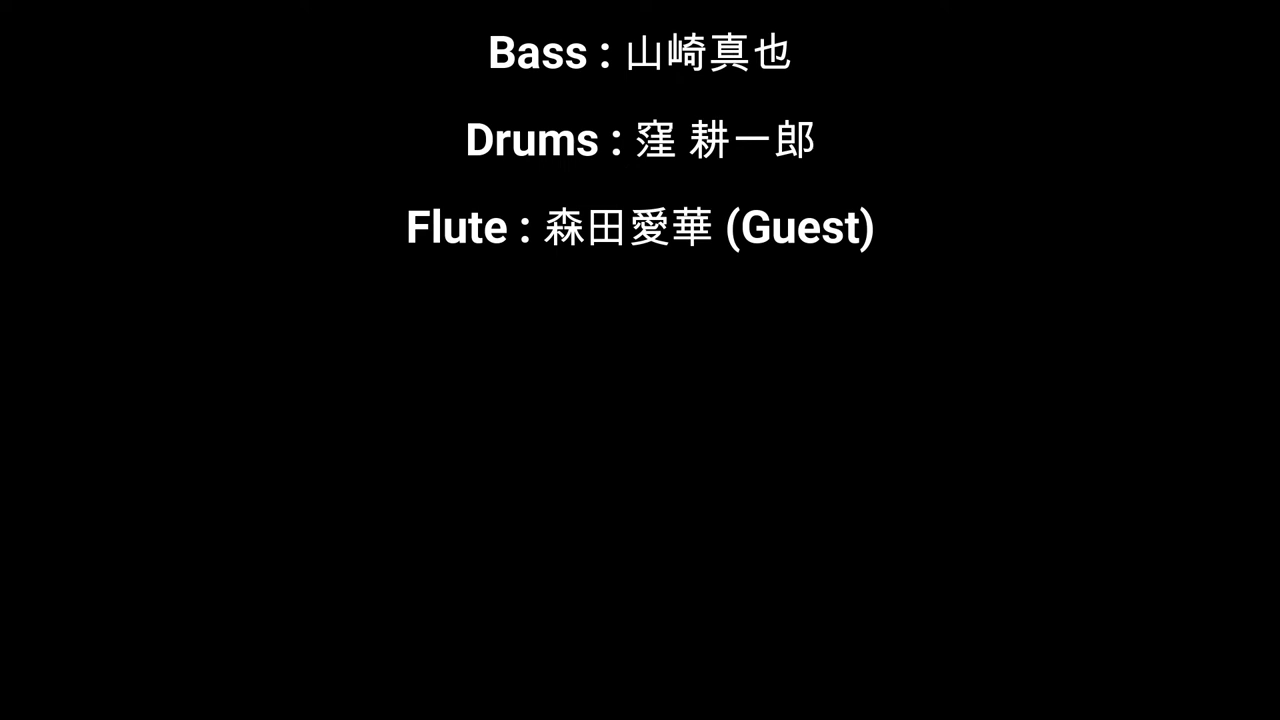 Bass : 山崎真也
Drums : 窪 耕一郎
Flute : 森田愛華 (Guest)